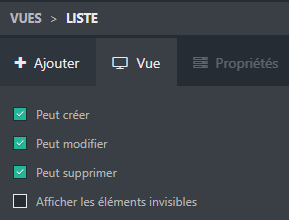 VUES > LISTE
Ajouter Vue Propriétés
Peut créer
Peut modifier
Peut supprimer
Afficher les éléments invisibles